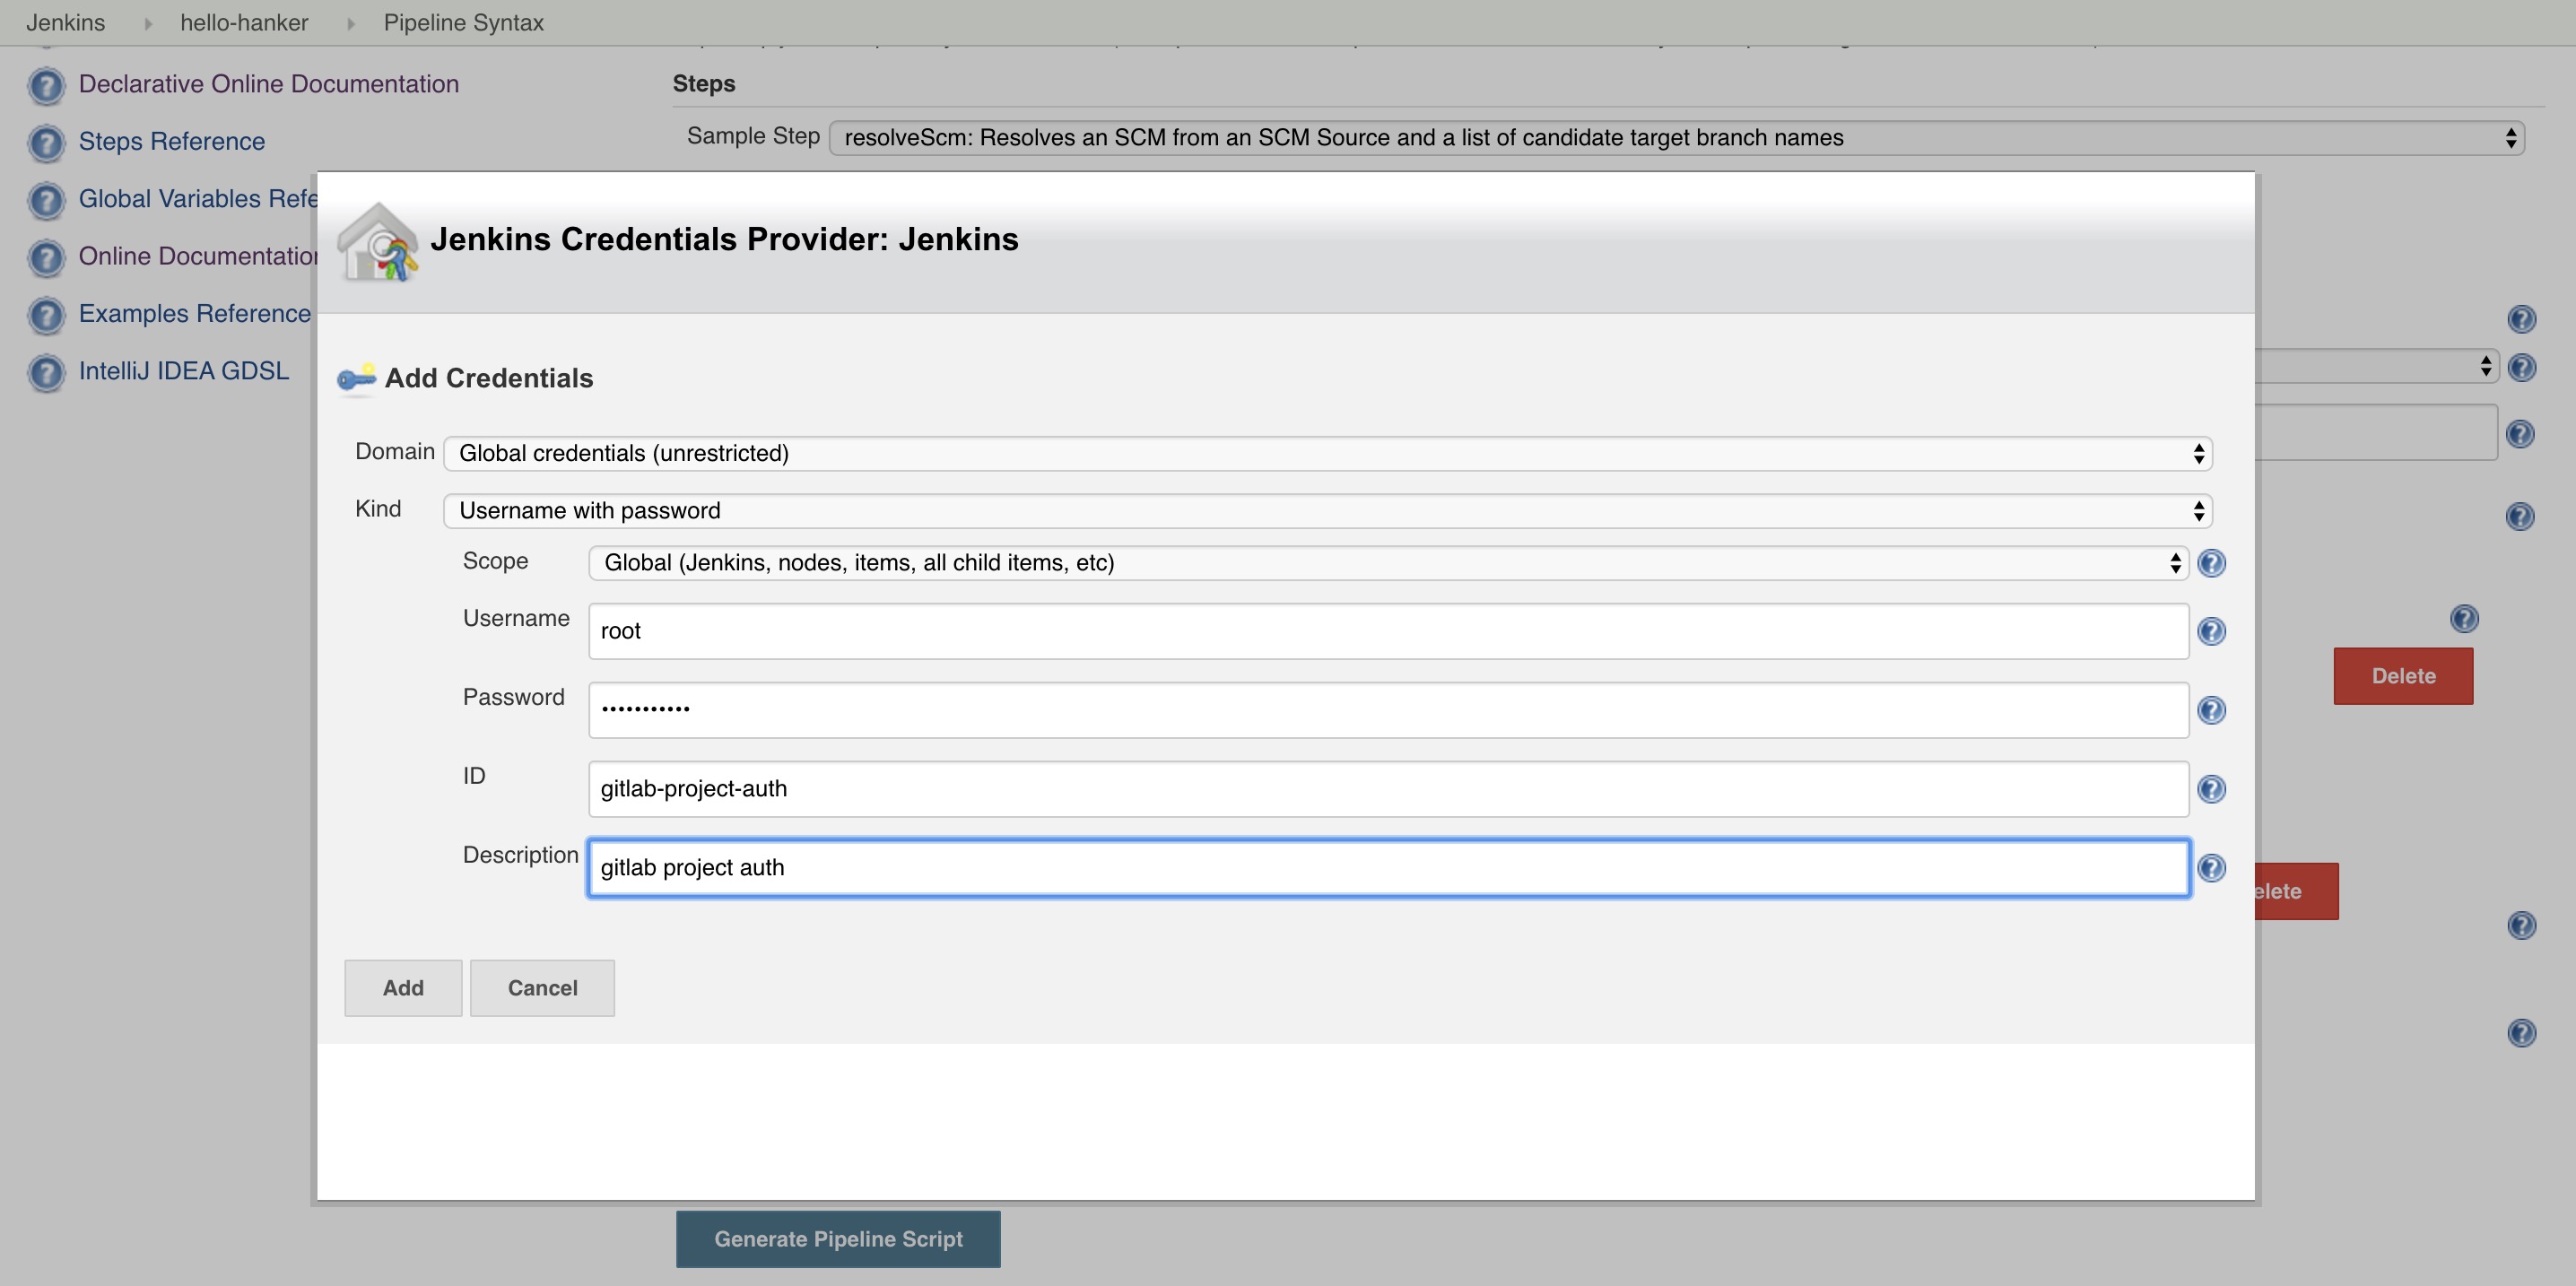 Jenkins hello-hanker Pipeline Syntax
Declarative Online Documentation
Steps Reference
Global Variables Refe
Online Documentation
Examples Reference
IntelliJ IDEA GDSL
Steps
Sample Step resolveScm: Resolves an SCM from an SCM Source and a list of candidate target branch names
Jenkins Credentials Provider: Jenkins
Add Credentials
Domain Global credentials (unrestricted)
Kind Username with password
Scope Global (Jenkins, nodes, items, all child items, etc)
Username root
Password •••••••••••
ID gitlab-project-auth
Description gitlab project auth
Add Cancel
Delete
elete
Generate Pipeline Script